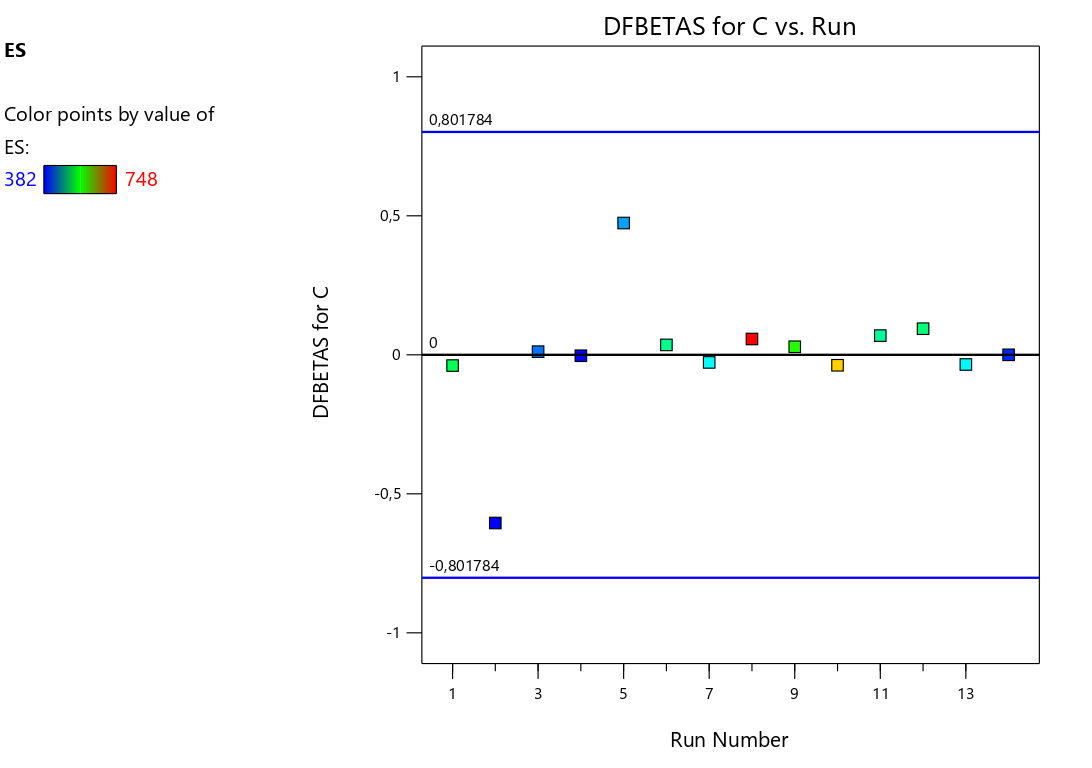 ES
Color points by value of
ES:
382 748
DFBETAS for C vs. Run
DFBETAS for C
1
0,5
0
-0,5
-1
0,801784
0
-0,801784
1 3 5 7 9 11 13
Run Number